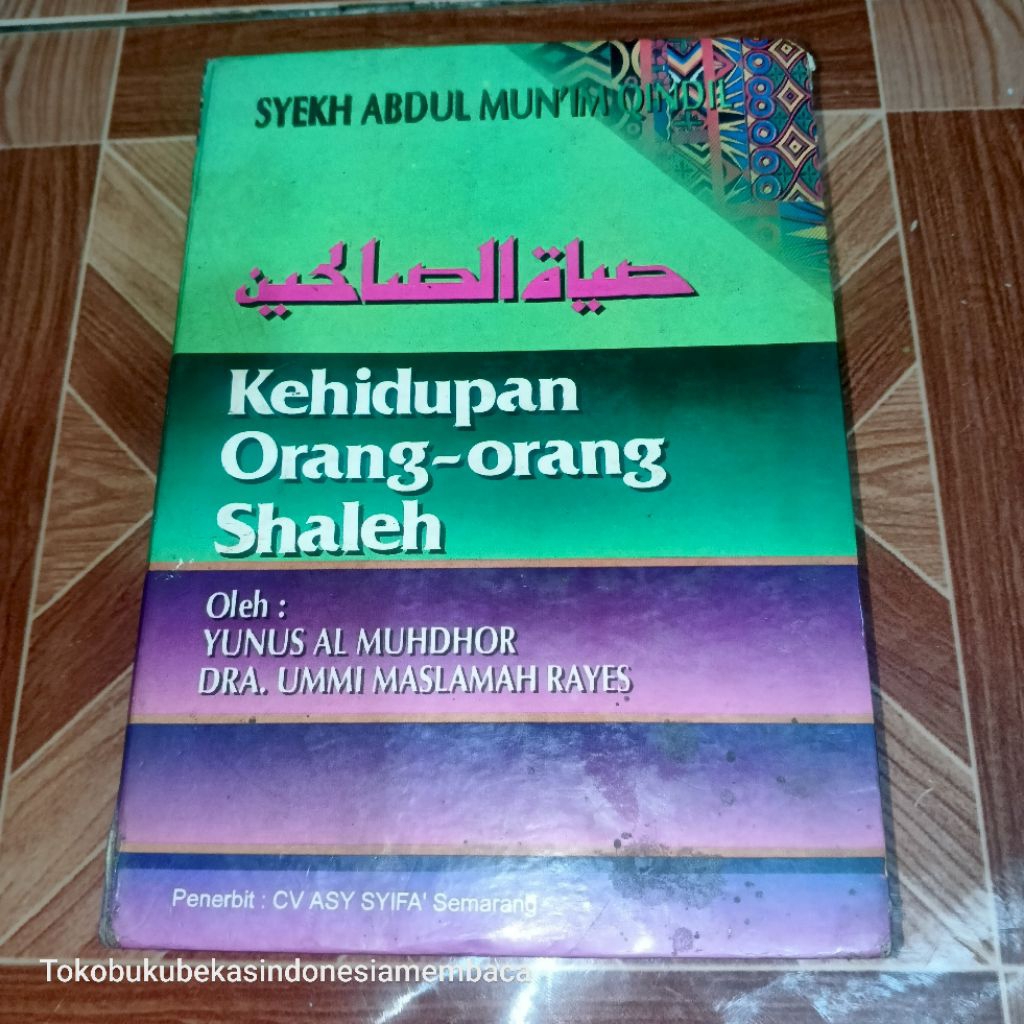 SYEKH ABDUL MUN'IM QINDIL
صياة الصالحين
Kehidupan
Orang-orang
Shaleh
Oleh :
YUNUS AL MUHDHOR
DRA. UMMI MASLAMAH RAYES
Penerbit : CV ASY SYIFA' Semarang
Tokobukubekasindonesiamembaca